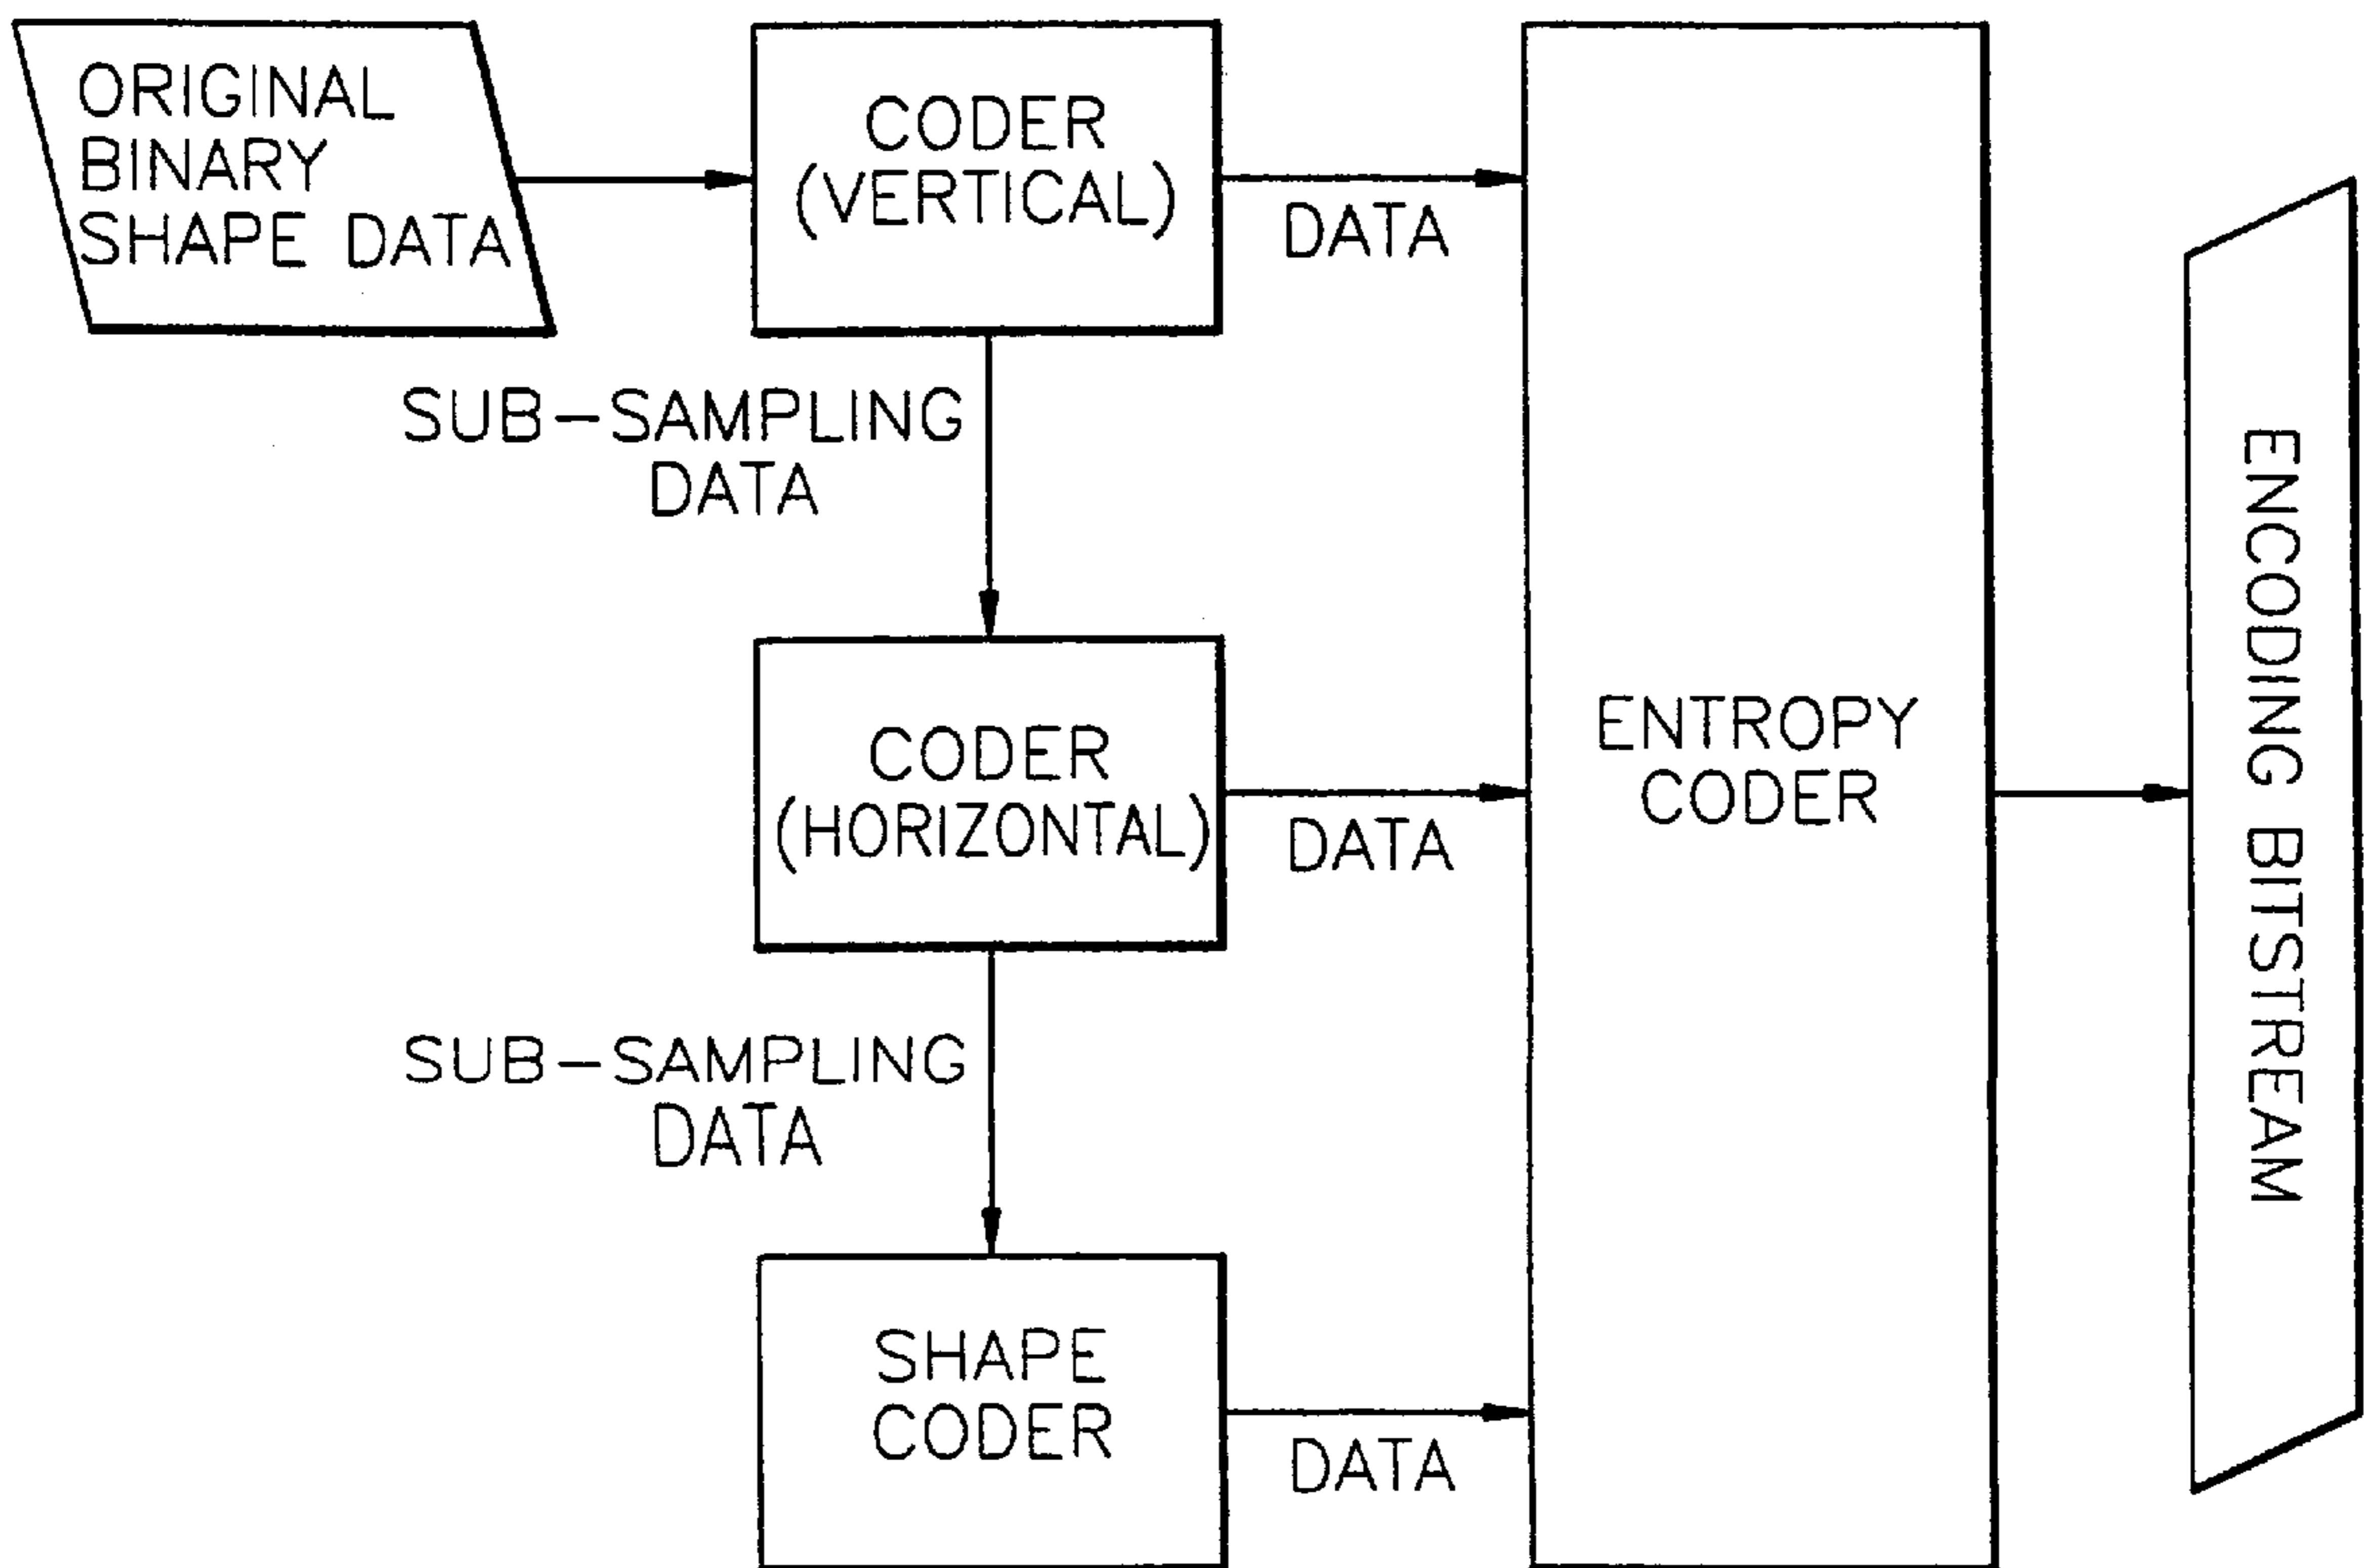 ORIGINAL
BINARY
SHAPE DATA
CODER
(VERTICAL)
DATA
SUB-SAMPLING
DATA
CODER
(HORIZONTAL)
DATA
ENTROPY
CODER
ENCODING BITSTREAM
SUB-SAMPLING
DATA
SHAPE
CODER
DATA